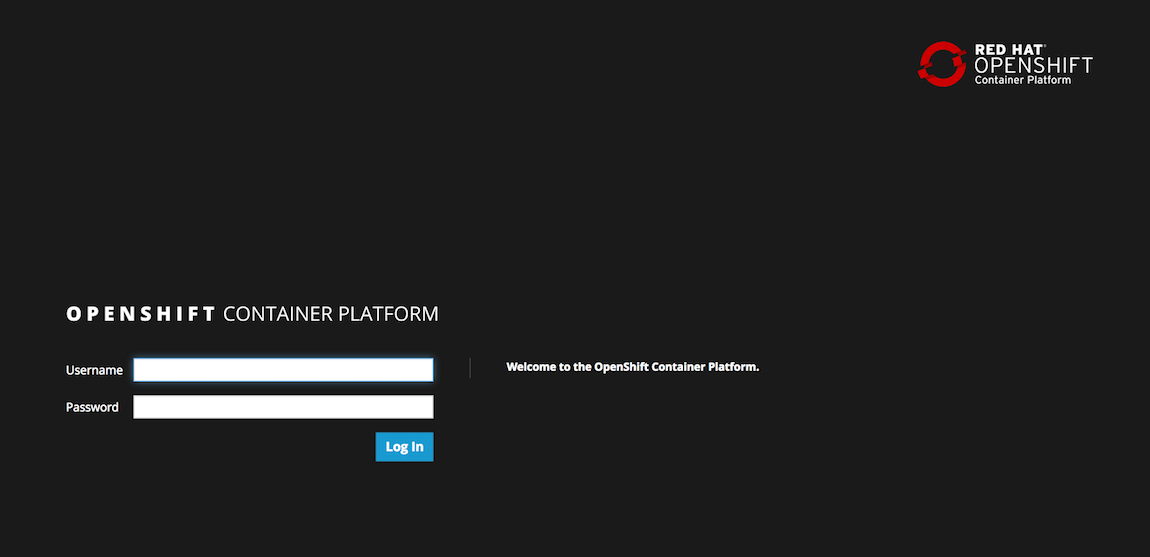 RED HAT®
OPENSHIFT
Container Platform
OPENSHIFT CONTAINER PLATFORM
Username
Welcome to the OpenShift Container Platform.
Password
Log In